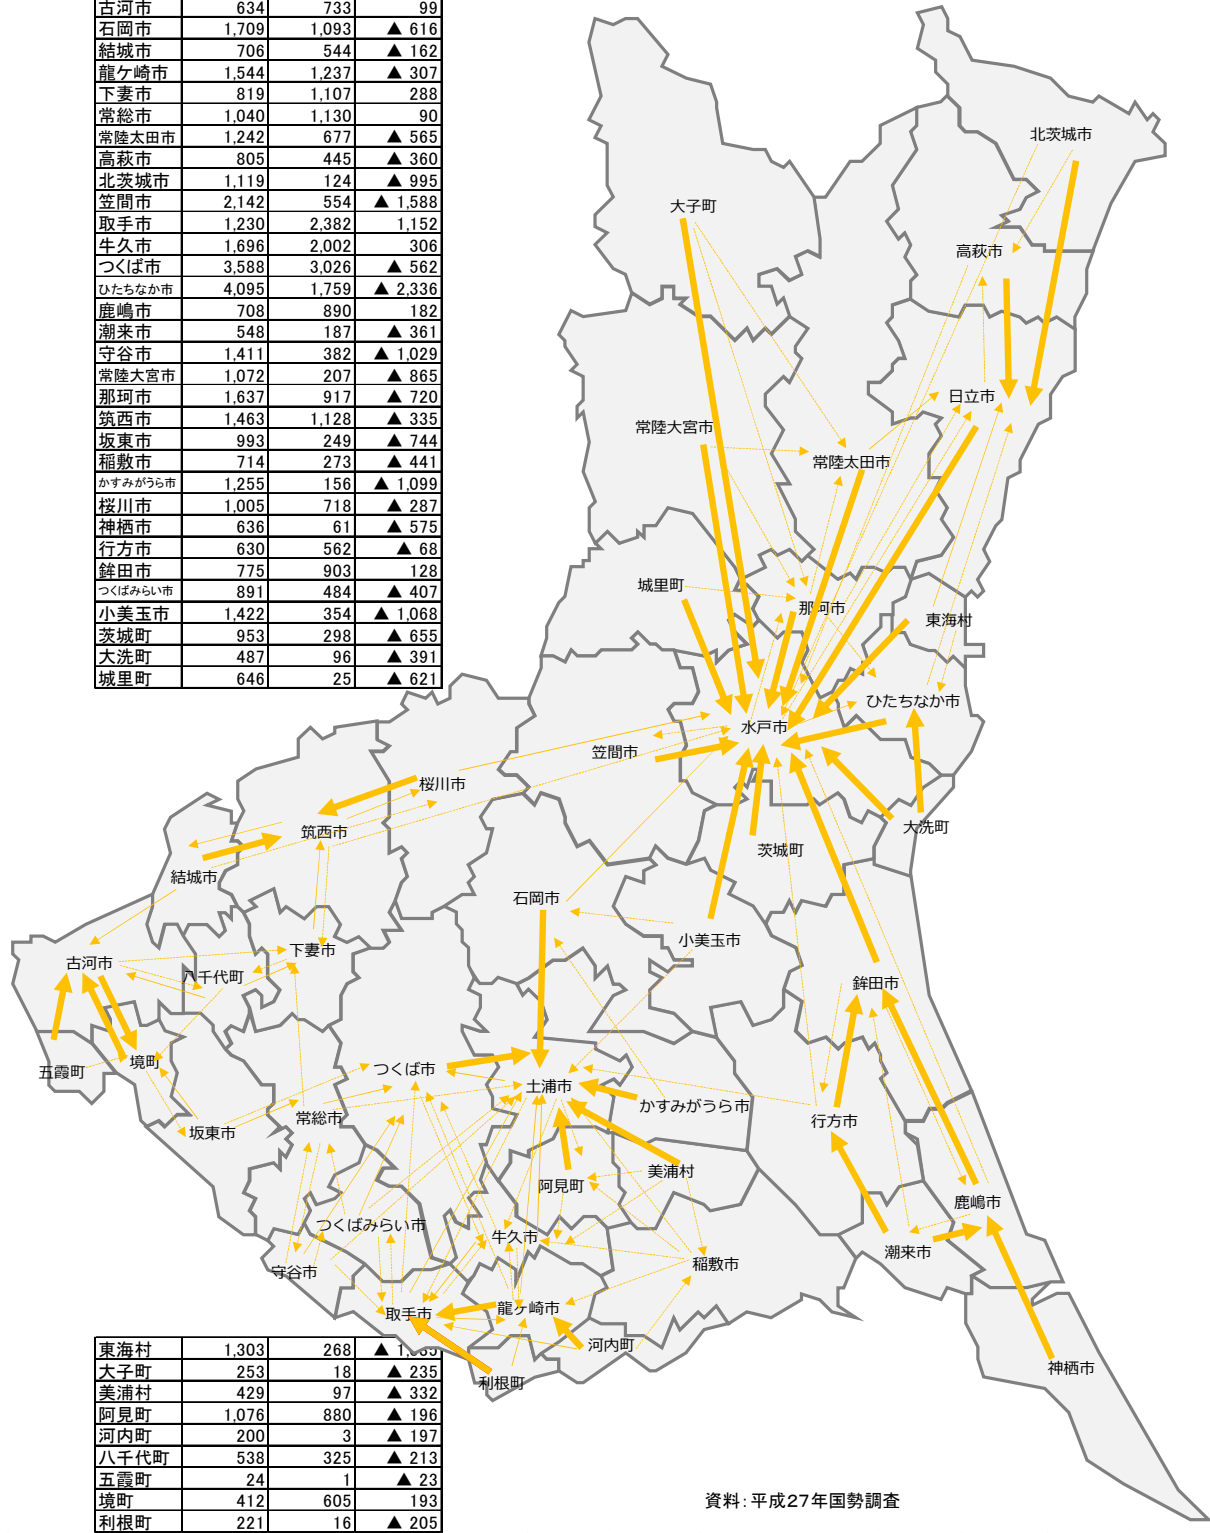 古河市 634 733 99
石岡市 1,709 1,093 ▲ 616
結城市 706 544 ▲ 162
龍ケ崎市 1,544 1,237 ▲ 307
下妻市 819 1,107 288
常総市 1,040 1,130 90
常陸太田市 1,242 677 ▲ 565
高萩市 805 445 ▲ 360
北茨城市 1,119 124 ▲ 995
笠間市 2,142 554 ▲ 1,588
取手市 1,230 2,382 1,152
牛久市 1,696 2,002 306
つくば市 3,588 3,026 ▲ 562
ひたちなか市 4,095 1,759 ▲ 2,336
鹿嶋市 708 890 182
潮来市 548 187 ▲ 361
守谷市 1,411 382 ▲ 1,029
常陸大宮市 1,072 207 ▲ 865
那珂市 1,637 917 ▲ 720
筑西市 1,463 1,128 ▲ 335
坂東市 993 249 ▲ 744
稲敷市 714 273 ▲ 441
かすみがうら市 1,255 156 ▲ 1,099
桜川市 1,005 718 ▲ 287
神栖市 636 61 ▲ 575
行方市 630 562 ▲ 68
鉾田市 775 903 128
つくばみらい市 891 484 ▲ 407
小美玉市 1,422 354 ▲ 1,068
茨城町 953 298 ▲ 655
大洗町 487 96 ▲ 391
城里町 646 25 ▲ 621
北茨城市
大子町
高萩市
日立市
常陸大宮市
常陸太田市
城里町
那珂市
東海村
ひたちなか市
水戸市
笠間市
桜川市
大洗町
筑西市
茨城町
結城市
石岡市
小美玉市
下妻市
古河市
八千代町
鉾田市
境町
つくば市
五霞町
土浦市
かすみがうら市
常総市
行方市
坂東市
美浦村
阿見町
鹿嶋市
つくばみらい市
牛久市
潮来市
稲敷市
守谷市
龍ヶ崎市
取手市
河内町
神栖市
利根町
東海村 1,303 268 ▲
大子町 253 18 ▲ 235
美浦村 429 97 ▲ 332
阿見町 1,076 880 ▲ 196
河内町 200 3 ▲ 197
八千代町 538 325 ▲ 213
五霞町 24 1 ▲ 23
境町 412 605 193
利根町 221 16 ▲ 205
資料:平成27年国勢調査